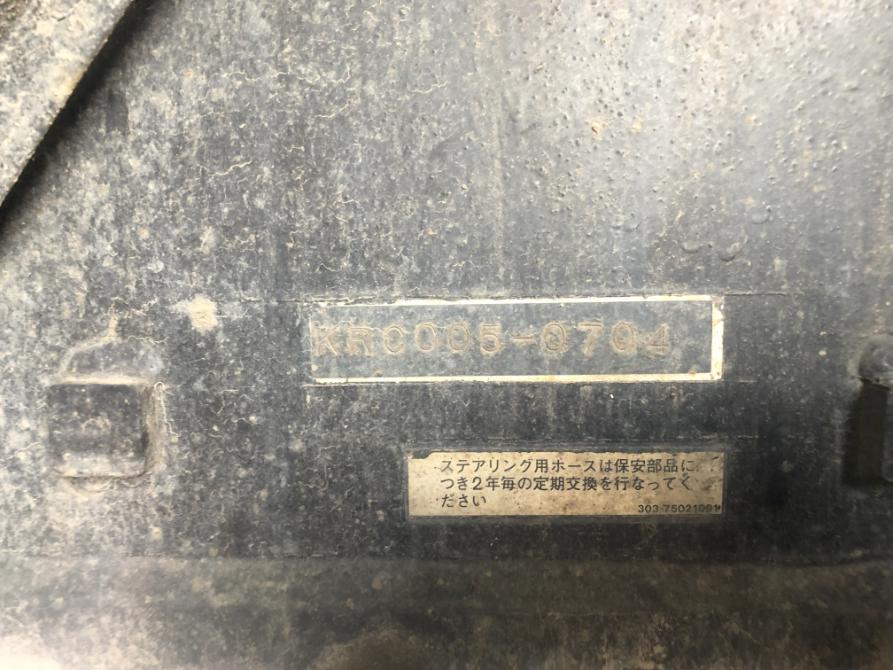 KRC005-0704
ステアリング用ホースは保安部品に
つき2年毎の定期交換を行なってく
ださい
303-75021001